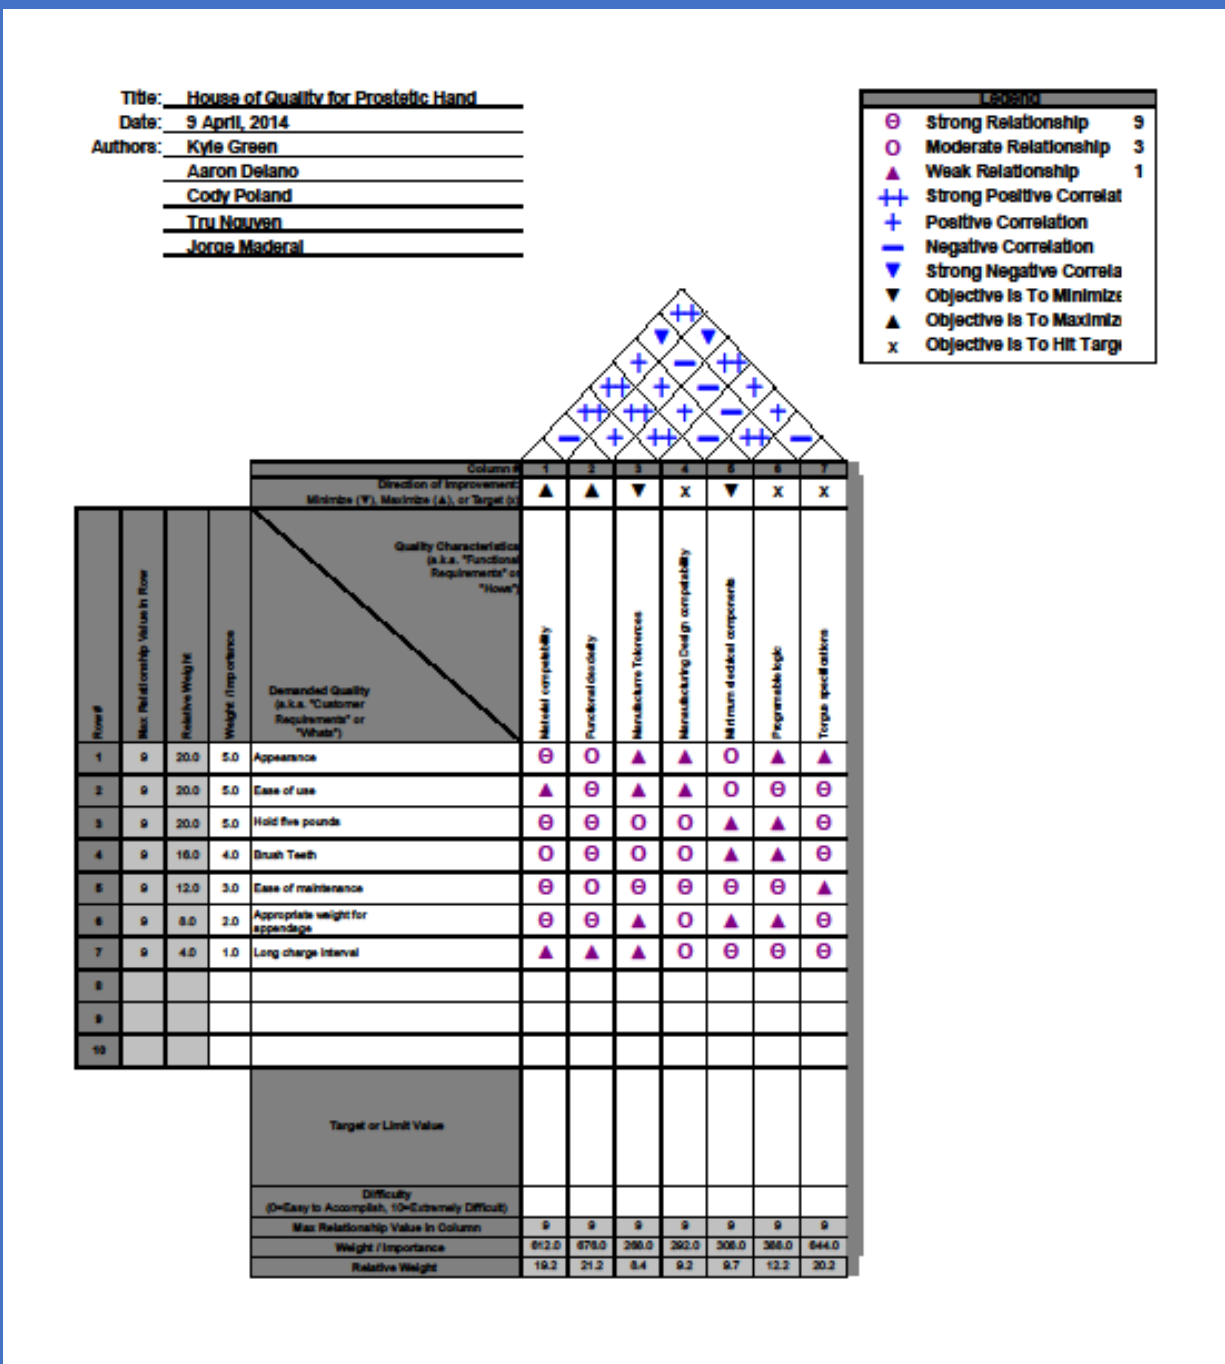 Title: House of Quality for Prostetic Hand
Date: 9 April, 2014
Authors: Kyle Green
Aaron Delano
Cody Poland
Tru Nguyen
Jorge Maderal
Legend
Θ Strong Relationship 9
Ο Moderate Relationship 3
▲ Weak Relationship 1
++ Strong Positive Correlat
+ Positive Correlation
− Negative Correlation
▼ Strong Negative Correla
▼ Objective Is To Minimize
▲ Objective Is To Maximiz
x Objective Is To Hit Targe
++
▼ ▼
+ − ++
++ + − +
++ ++ + − +
− + ++ − ++ −
Column # 1 2 3 4 5 6 7
Direction of Improvement:
Minimize (▼), Maximize (▲), or Target (x) ▲ ▲ ▼ x ▼ x x
Row #
Max Relationship Value in Row
Relative Weight
Weight / Importance
Quality Characteristics
(a.k.a. "Functional
Requirements" or
"Hows")
Demanded Quality
(a.k.a. "Customer
Requirements" or
"Whats")
Material competability
Functional dexderity
Manufacturre Tolorences
Manaufacturing Design competability
Minimum electrical components
Programable logic
Torque specifications
1 9 20.0 5.0 Appearance Θ Ο ▲ ▲ Ο ▲ ▲
2 9 20.0 5.0 Ease of use ▲ Θ ▲ ▲ Ο Θ Θ
3 9 20.0 5.0 Hold five pounds Θ Θ Ο Ο ▲ ▲ Θ
4 9 16.0 4.0 Brush Teeth Ο Θ Ο Ο ▲ ▲ Θ
5 9 12.0 3.0 Ease of maintenance Θ Ο Θ Θ Θ Θ ▲
6 9 8.0 2.0 Appropriate weight for
appendage Θ Θ ▲ Ο ▲ ▲ Θ
7 9 4.0 1.0 Long charge interval ▲ ▲ ▲ Ο Θ Θ Θ
8
9
10
Target or Limit Value
Difficulty
(0=Easy to Accomplish, 10=Extremely Difficult)
Max Relationship Value in Column 9 9 9 9 9 9 9
Weight / Importance 612.0 676.0 268.0 292.0 308.0 388.0 644.0
Relative Weight 19.2 21.2 8.4 9.2 9.7 12.2 20.2